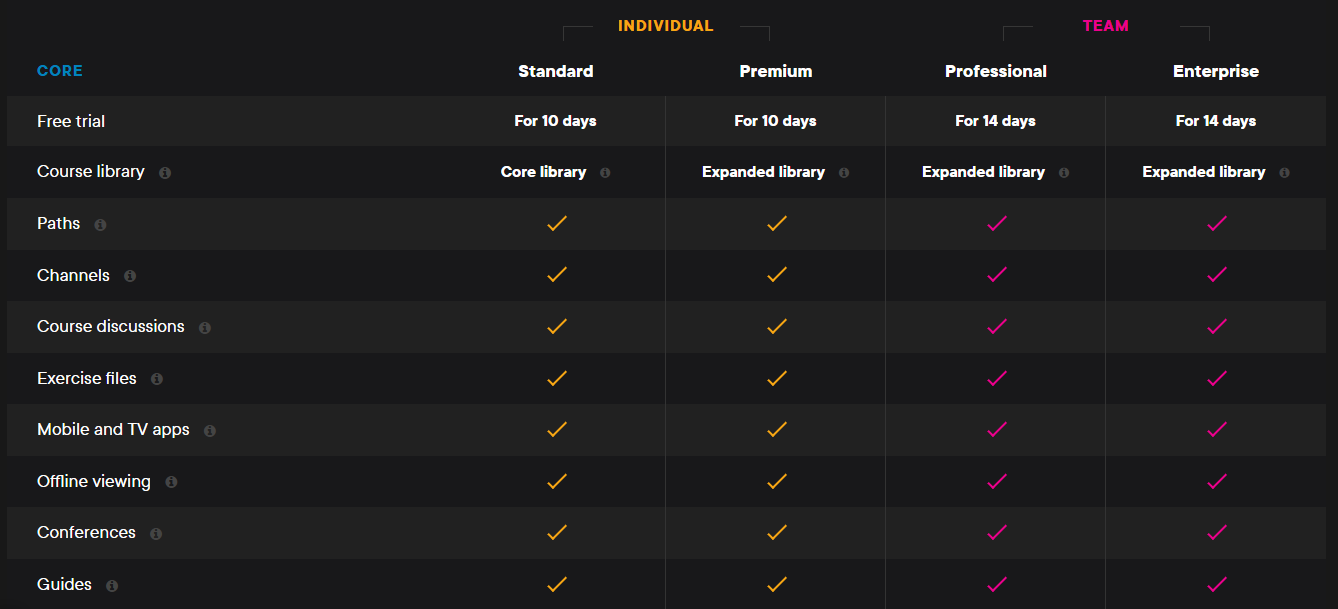 INDIVIDUAL TEAM
CORE Standard Premium Professional Enterprise
Free trial For 10 days For 10 days For 14 days For 14 days
Course library Core library Expanded library Expanded library Expanded library
Paths
Channels
Course discussions
Exercise files
Mobile and TV apps
Offline viewing
Conferences
Guides